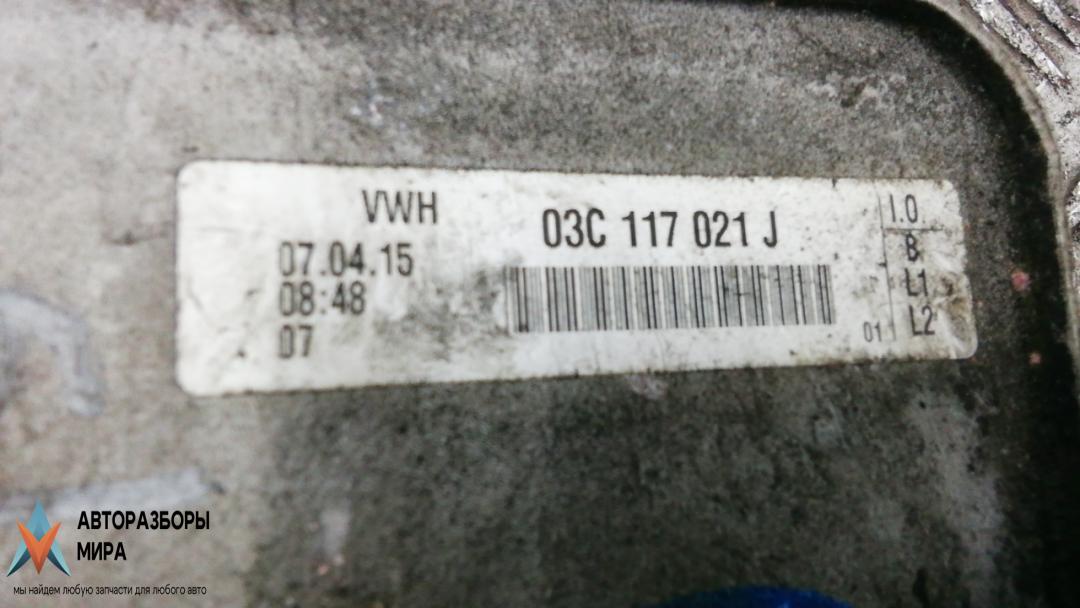 VWH
07.04.15
08:48
07
03C 117 021 J
01
I.O.
B
L1
L2
АВТОРАЗБОРЫ
МИРА
мы найдем любую запчасти для любого авто